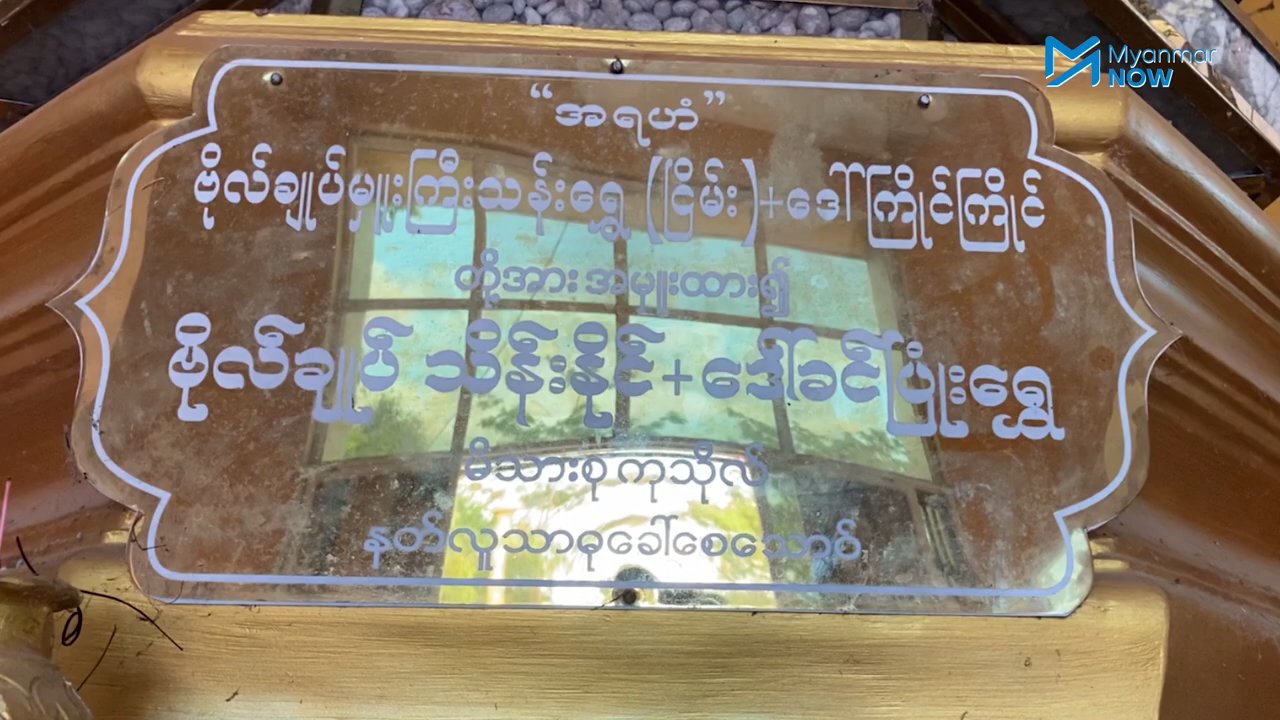 Myanmar
NOW
“အရဟံ”
ဗိုလ်ချုပ်မှူးကြီးသန်းရွှေ (ငြိမ်း)+ဒေါ်ကြိုင်ကြိုင်
တို့အားအမှူးထား၍
ဗိုလ်ချုပ် သိန်းနိုင်+ဒေါ်ခင်ပြုံးရွှေ
မိသားစုကုသိုလ်
နတ်လူသာဓုခေါ်စေသောဝ်